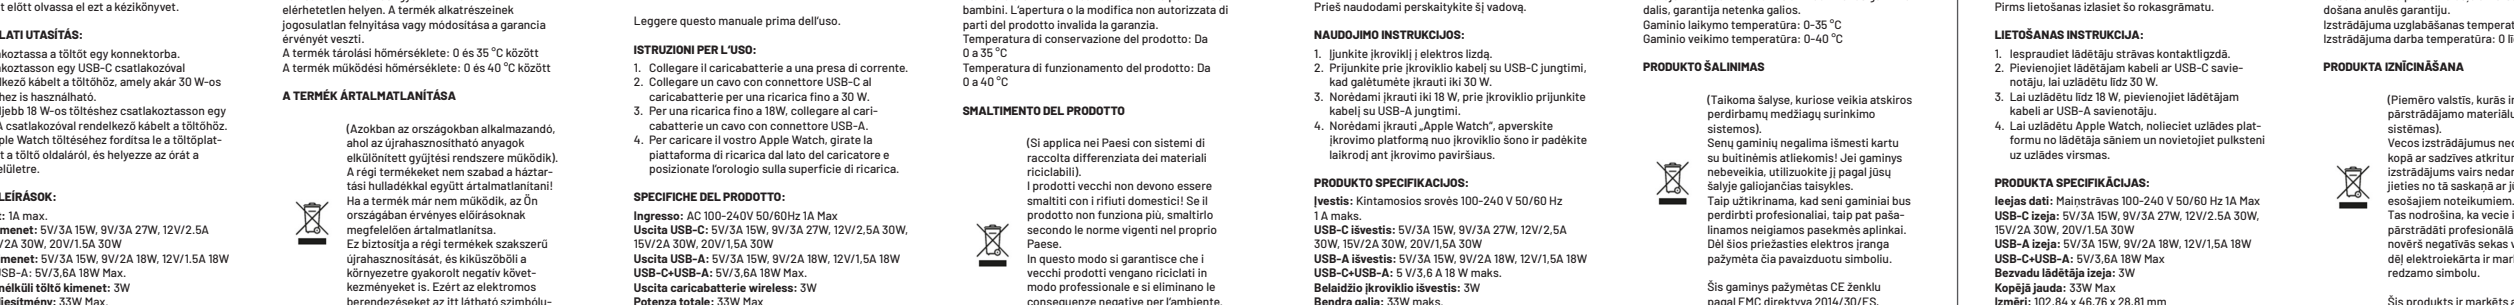 t előtt olvassa el ezt a kézikönyvet.
LATI UTASÍTÁS:
koztassa a töltőt egy konnektorba.
koztasson egy USB-C csatlakozóval
lkező kábelt a töltőhöz, amely akár 30 W-os
hez is használható.
ljebb 18 W-os töltéshez csatlakoztasson egy
A csatlakozóval rendelkező kábelt a töltőhöz.
ple Watch töltéséhez fordítsa le a töltőplat-
t a töltő oldaláról, és helyezze az órát a
elületre.
LEÍRÁSOK:
t: 1A max.
menet: 5V/3A 15W, 9V/3A 27W, 12V/2.5A
/2A 30W, 20V/1.5A 30W
menet: 5V/3A 15W, 9V/2A 18W, 12V/1.5A 18W
SB-A: 5V/3,6A 18W Max.
nélküli töltő kimenet: 3W
ljesítmény: 33W Max.
elérhetetlen helyen. A termék alkatrészeinek
jogosulatlan felnyitása vagy módosítása a garancia
érvényét veszti.
A termék tárolási hőmérséklete: 0 és 35 °C között
A termék működési hőmérséklete: 0 és 40 °C között
A TERMÉK ÁRTALMATLANÍTÁSA
(Azokban az országokban alkalmazandó,
ahol az újrahasznosítható anyagok
elkülönített gyűjtési rendszere működik).
A régi termékeket nem szabad a háztar-
tási hulladékkal együtt ártalmatlanítani!
Ha a termék már nem működik, az Ön
országában érvényes előírásoknak
megfelelően ártalmatlanítsa.
Ez biztosítja a régi termékek szakszerű
újrahasznosítását, és kiküszöböli a
környezetre gyakorolt negatív követ-
kezményeket is. Ezért az elektromos
berendezéseket az itt látható szimbólu-
Leggere questo manuale prima dell'uso.
ISTRUZIONI PER L'USO:
1. Collegare il caricabatterie a una presa di corrente.
2. Collegare un cavo con connettore USB-C al
caricabatterie per una ricarica fino a 30 W.
3. Per una ricarica fino a 18W, collegare al cari-
cabatterie un cavo con connettore USB-A.
4. Per caricare il vostro Apple Watch, girate la
piattaforma di ricarica dal lato del caricatore e
posizionate l'orologio sulla superficie di ricarica.
SPECIFICHE DEL PRODOTTO:
Ingresso: AC 100-240V 50/60Hz 1A Max
Uscita USB-C: 5V/3A 15W, 9V/3A 27W, 12V/2,5A 30W,
15V/2A 30W, 20V/1,5A 30W
Uscita USB-A: 5V/3A 15W, 9V/2A 18W, 12V/1,5A 18W
USB-C+USB-A: 5V/3,6A 18W Max.
Uscita caricabatterie wireless: 3W
Potenza totale: 33W Max
bambini. L'apertura o la modifica non autorizzata di
parti del prodotto invalida la garanzia.
Temperatura di conservazione del prodotto: Da
0 a 35 °C
Temperatura di funzionamento del prodotto: Da
0 a 40 °C
SMALTIMENTO DEL PRODOTTO
(Si applica nei Paesi con sistemi di
raccolta differenziata dei materiali
riciclabili).
I prodotti vecchi non devono essere
smaltiti con i rifiuti domestici! Se il
prodotto non funziona più, smaltirlo
secondo le norme vigenti nel proprio
Paese.
In questo modo si garantisce che i
vecchi prodotti vengano riciclati in
modo professionale e si eliminano le
conseguenze negative per l'ambiente.
Prieš naudodami perskaitykite šį vadovą.
NAUDOJIMO INSTRUKCIJOS:
1. Įjunkite įkroviklį į elektros lizdą.
2. Prijunkite prie įkroviklio kabelį su USB-C jungtimi,
kad galėtumėte įkrauti iki 30 W.
3. Norėdami įkrauti iki 18 W, prie įkroviklio prijunkite
kabelį su USB-A jungtimi.
4. Norėdami įkrauti „Apple Watch“, apverskite
įkrovimo platformą nuo įkroviklio šono ir padėkite
laikrodį ant įkrovimo paviršiaus.
PRODUKTO SPECIFIKACIJOS:
Įvestis: Kintamosios srovės 100-240 V 50/60 Hz
1 A maks.
USB-C išvestis: 5V/3A 15W, 9V/3A 27W, 12V/2,5A
30W, 15V/2A 30W, 20V/1,5A 30W
USB-A išvestis: 5V/3A 15W, 9V/2A 18W, 12V/1,5A 18W
USB-C+USB-A: 5 V/3,6 A 18 W maks.
Belaidžio įkroviklio išvestis: 3W
Bendra galia: 33W maks.
dalis, garantija netenka galios.
Gaminio laikymo temperatūra: 0-35 °C
Gaminio veikimo temperatūra: 0-40 °C
PRODUKTO ŠALINIMAS
(Taikoma šalyse, kuriose veikia atskiros
perdirbamų medžiagų surinkimo
sistemos).
Senų gaminių negalima išmesti kartu
su buitinėmis atliekomis! Jei gaminys
nebeveikia, utilizuokite jį pagal jūsų
šalyje galiojančias taisykles.
Taip užtikrinama, kad seni gaminiai bus
perdirbti profesionaliai, taip pat paša-
linamos neigiamos pasekmės aplinkai.
Dėl šios priežasties elektros įranga
pažymėta čia pavaizduotu simboliu.
Šis gaminys pažymėtas CE ženklu
pagal EMC direktyvą 2014/30/ES.
Pirms lietošanas izlasiet šo rokasgrāmatu.
LIETOŠANAS INSTRUKCIJA:
1. Iespraudiet lādētāju strāvas kontaktligzdā.
2. Pievienojiet lādētājam kabeli ar USB-C savie-
notāju, lai uzlādētu līdz 30 W.
3. Lai uzlādētu līdz 18 W, pievienojiet lādētājam
kabeli ar USB-A savienotāju.
4. Lai uzlādētu Apple Watch, nolieciet uzlādes plat-
formu no lādētāja sāniem un novietojiet pulksteni
uz uzlādes virsmas.
PRODUKTA SPECIFIKĀCIJAS:
Ieejas dati: Maiņstrāvas 100-240 V 50/60 Hz 1A Max
USB-C izeja: 5V/3A 15W, 9V/3A 27W, 12V/2.5A 30W,
15V/2A 30W, 20V/1.5A 30W
USB-A izeja: 5V/3A 15W, 9V/2A 18W, 12V/1,5A 18W
USB-C+USB-A: 5V/3,6A 18W Max
Bezvadu lādētāja izeja: 3W
Kopējā jauda: 33W Max
Izmēri: 102,84 x 46,76 x 28,81 mm
došana anulēs garantiju.
Izstrādājuma uzglabāšanas temperat
Izstrādājuma darba temperatūra: 0 lī
PRODUKTA IZNĪCINĀŠANA
(Piemēro valstīs, kurās ir
pārstrādājamo materiālu
sistēmas).
Vecos izstrādājumus ned
kopā ar sadzīves atkritum
izstrādājums vairs nedar
jieties no tā saskaņā ar jū
esošajiem noteikumiem.
Tas nodrošina, ka vecie i
pārstrādāti profesionālā
novērš negatīvās sekas v
dēļ elektroiekārta ir mar
redzamo simbolu.
Šis produkts ir marķēts a